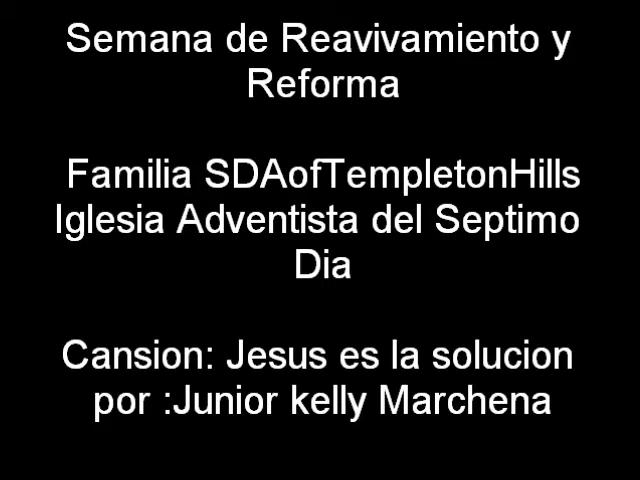 Semana de Reavivamiento y
Reforma
Familia SDAofTempletonHills
Iglesia Adventista del Septimo
Dia
Cansion: Jesus es la solucion
por :Junior kelly Marchena